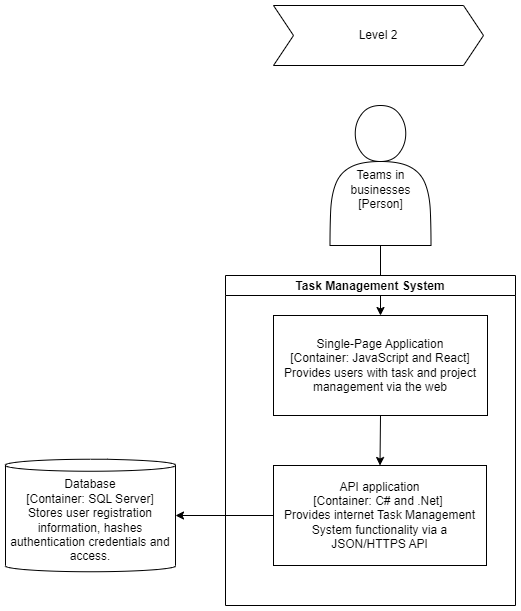 Level 2
Teams in
businesses
[Person]
Task Management System
Single-Page Application
[Container: JavaScript and React]
Provides users with task and project
management via the web
Database
[Container: SQL Server]
Stores user registration
information, hashes
authentication credentials and
access.
API application
[Container: C# and .Net]
Provides internet Task Management
System functionality via a
JSON/HTTPS API